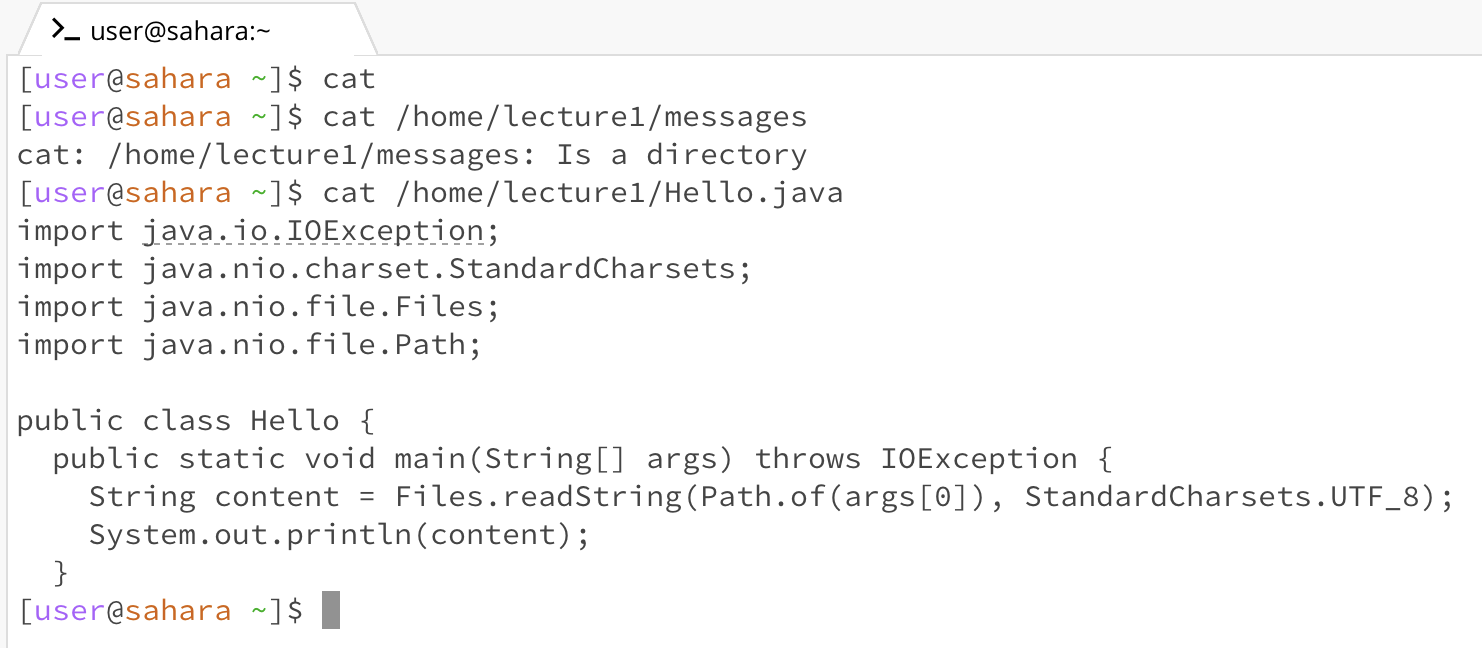 >_ user@sahara:~
[user@sahara ~]$ cat
[user@sahara ~]$ cat /home/lecture1/messages
cat: /home/lecture1/messages: Is a directory
[user@sahara ~]$ cat /home/lecture1/Hello.java
import java.io.IOException;
import java.nio.charset.StandardCharsets;
import java.nio.file.Files;
import java.nio.file.Path;

public class Hello {
  public static void main(String[] args) throws IOException {
    String content = Files.readString(Path.of(args[0]), StandardCharsets.UTF_8);
    System.out.println(content);
  }
[user@sahara ~]$